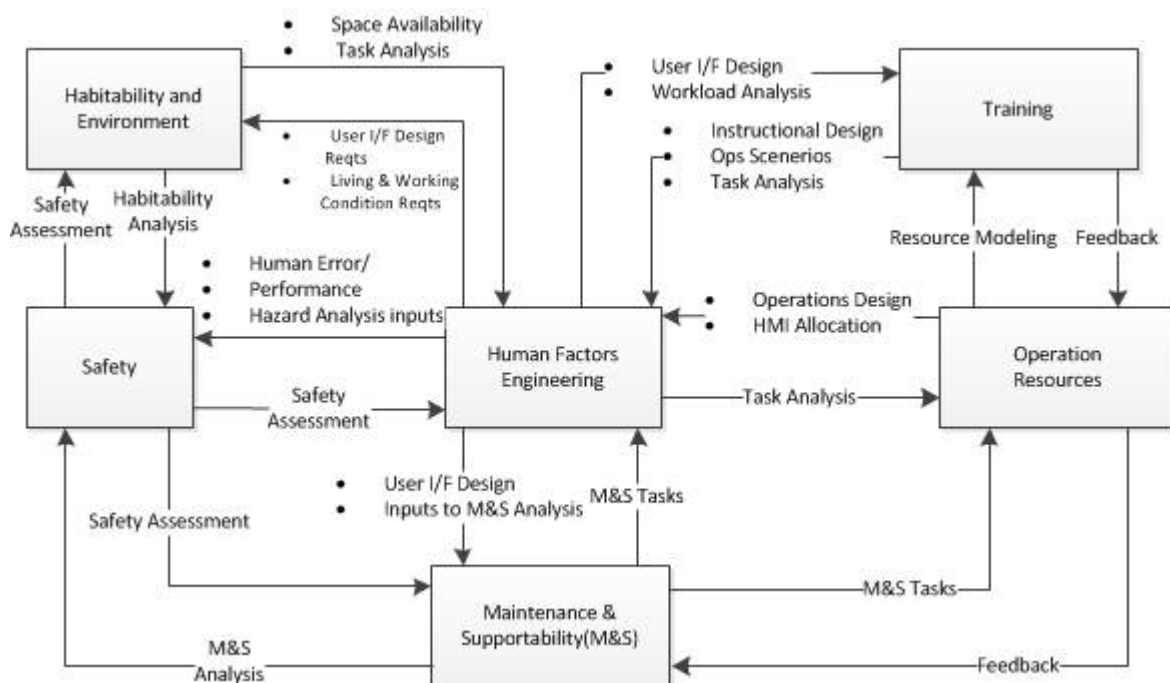 Space Availability
Task Analysis
Habitability and
Environment
User I/F Design
Workload Analysis
Training
User I/F Design
Reqts
Living & Working
Condition Reqts
Instructional Design
Ops Scenerios
Task Analysis
Safety
Assessment
Habitability
Analysis
Resource Modeling
Feedback
Human Error/
Performance
Hazard Analysis inputs
Operations Design
HMI Allocation
Safety
Human Factors
Engineering
Operation
Resources
Safety
Assessment
Task Analysis
User I/F Design
Inputs to M&S Analysis
M&S Tasks
Safety Assessment
M&S Tasks
Maintenance &
Supportability(M&S)
M&S
Analysis
Feedback